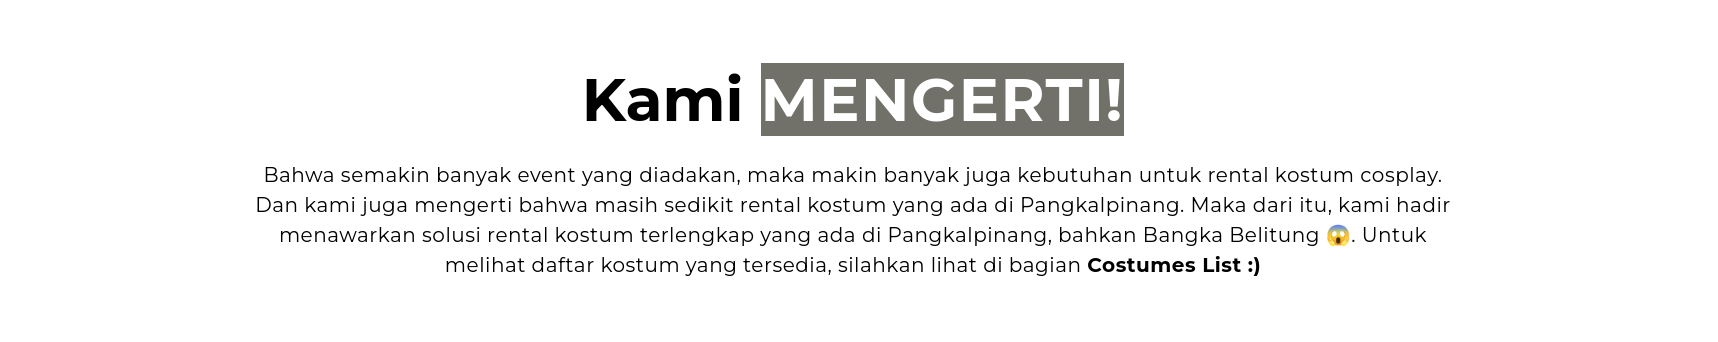 Kami MENGERTI!
Bahwa semakin banyak event yang diadakan, maka makin banyak juga kebutuhan untuk rental kostum cosplay.
Dan kami juga mengerti bahwa masih sedikit rental kostum yang ada di Pangkalpinang. Maka dari itu, kami hadir
menawarkan solusi rental kostum terlengkap yang ada di Pangkalpinang, bahkan Bangka Belitung 😱. Untuk
melihat daftar kostum yang tersedia, silahkan lihat di bagian Costumes List :)